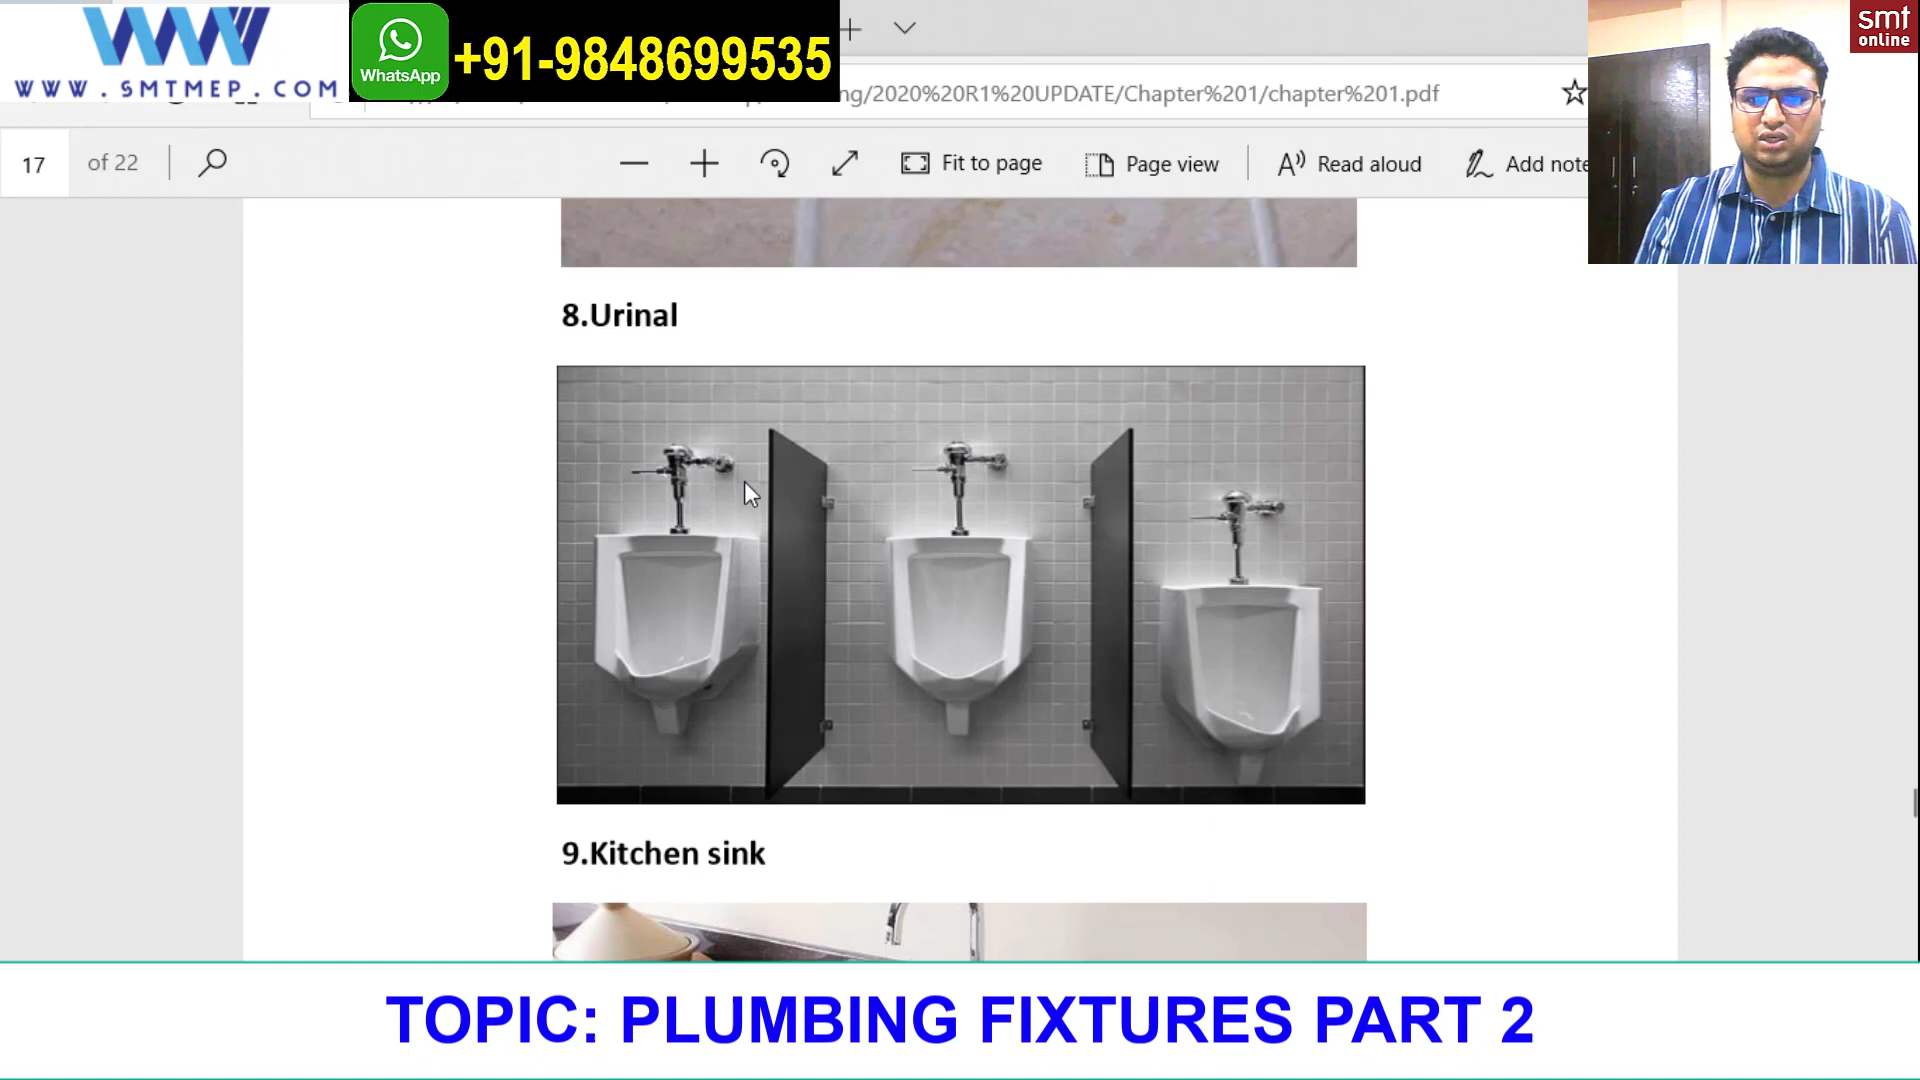 WWW.SMTMEP.COM
WhatsApp
+91-9848699535
smt
online
ng/2020%20R1%20UPDATE/Chapter%201/chapter%201.pdf
17 of 22
Fit to page
Page view
Read aloud
Add note
8.Urinal
9.Kitchen sink
TOPIC: PLUMBING FIXTURES PART 2